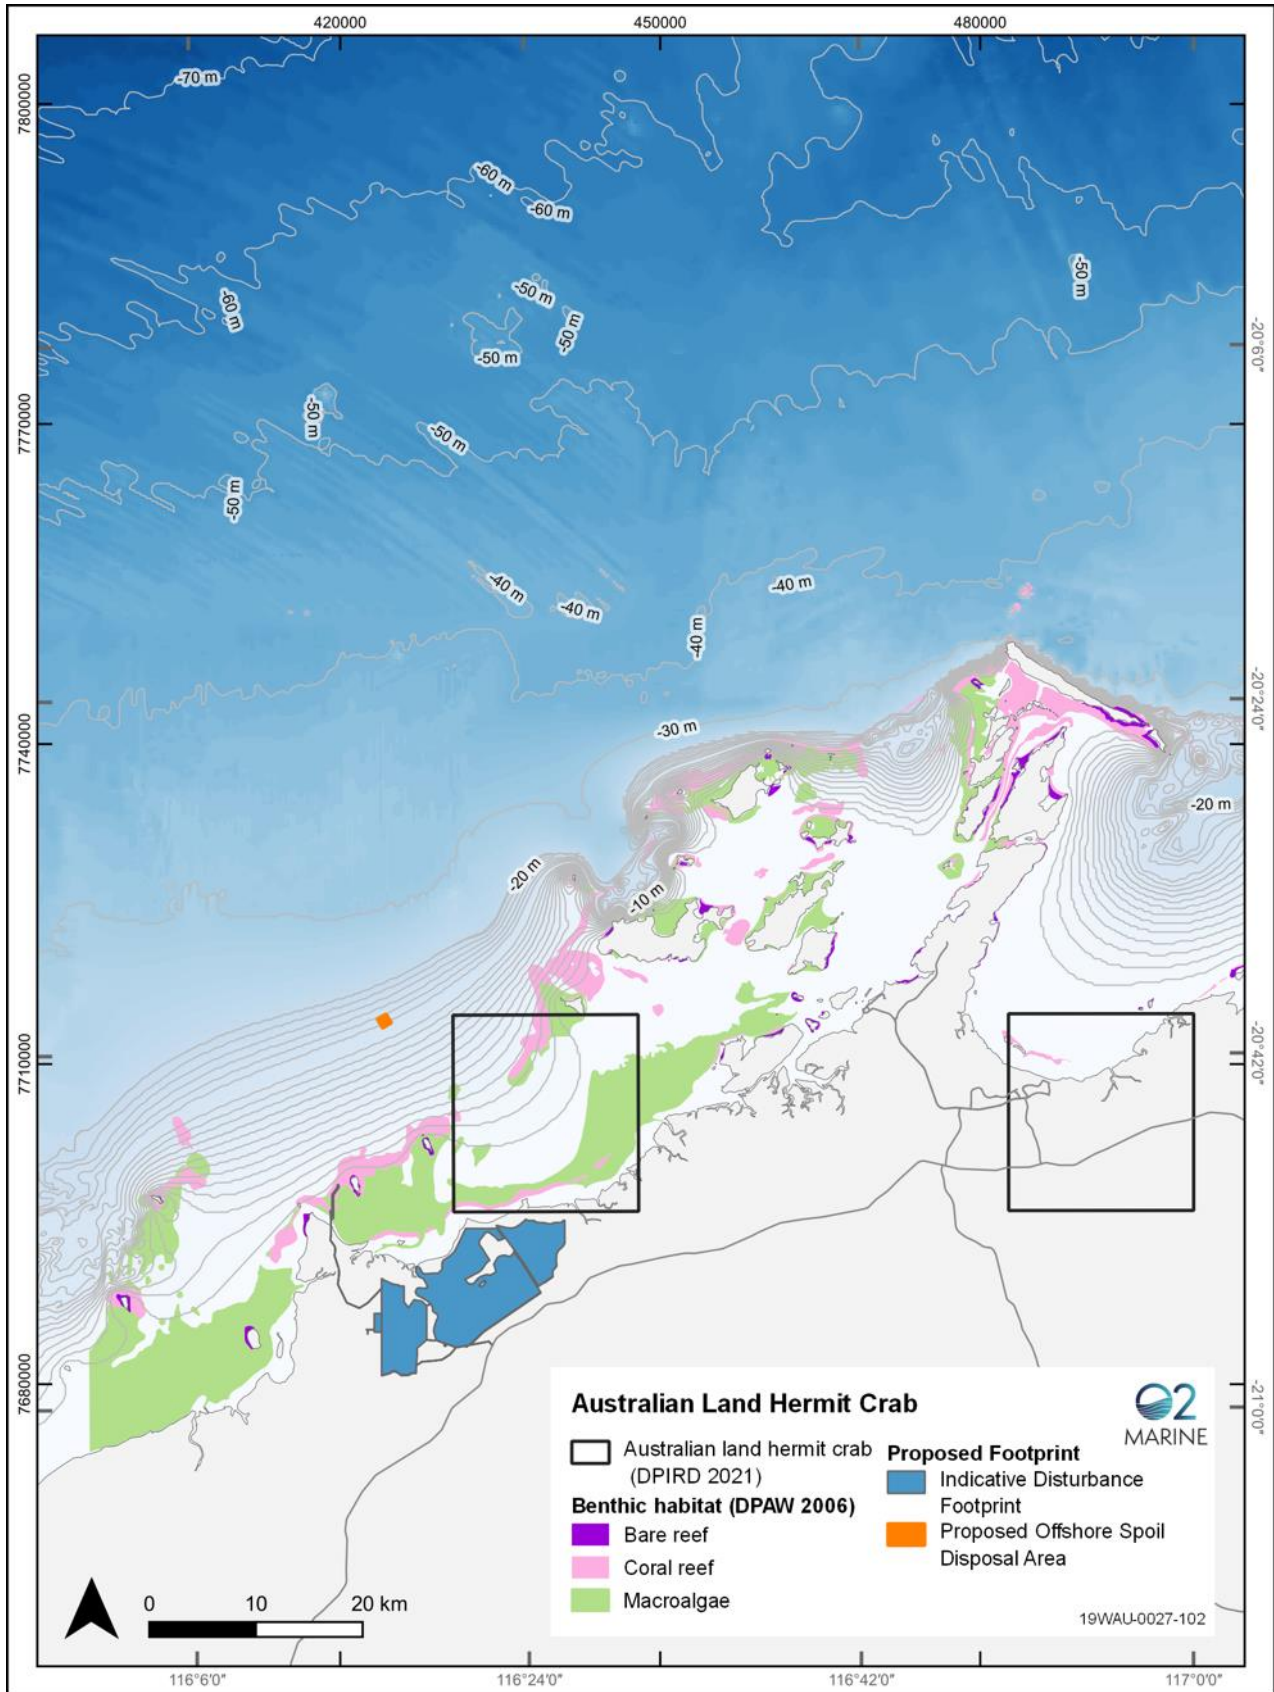 420000
450000
480000
7800000
7770000
7740000
7710000
7680000
-20°6'0"
-20°24'0"
-20°42'0"
-21°0'0"
-70 m
-60 m
-60 m
-60 m
-50 m
-50 m
-50 m
-50 m
-50 m
-50 m
-50 m
-40 m
-40 m
-40 m
-40 m
-30 m
-20 m
-20 m
-10 m
Australian Land Hermit Crab
O2
MARINE
Australian land hermit crab
(DPIRD 2021)
Benthic habitat (DPAW 2006)
Bare reef
Coral reef
Macroalgae
Proposed Footprint
Indicative Disturbance
Footprint
Proposed Offshore Spoil
Disposal Area
19WAU-0027-102
0 10 20 km
116°6'0"
116°24'0"
116°42'0"
117°0'0"